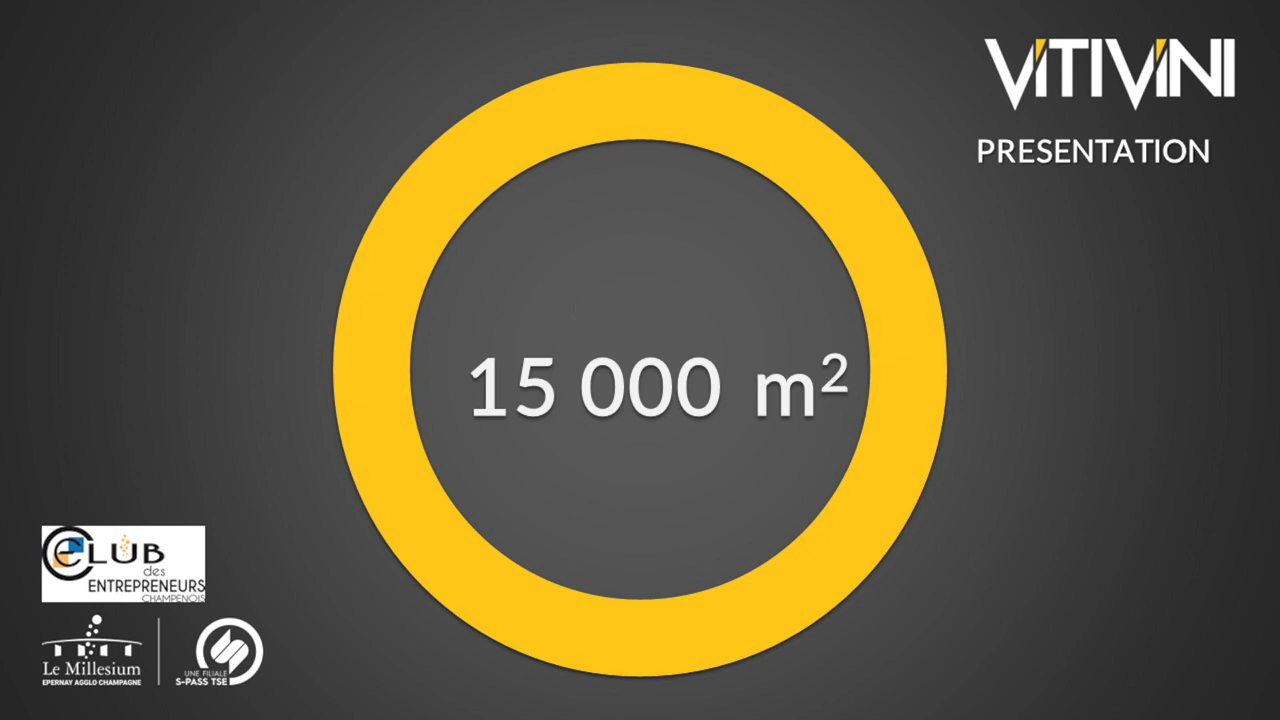 VITIVINI
PRESENTATION
15 000 m²
CLUB
des
ENTREPRENEURS
CHAMPENOIS
Le Millesium
EPERNAY AGGLO CHAMPAGNE
UNE FILIALE
S-PASS TSE